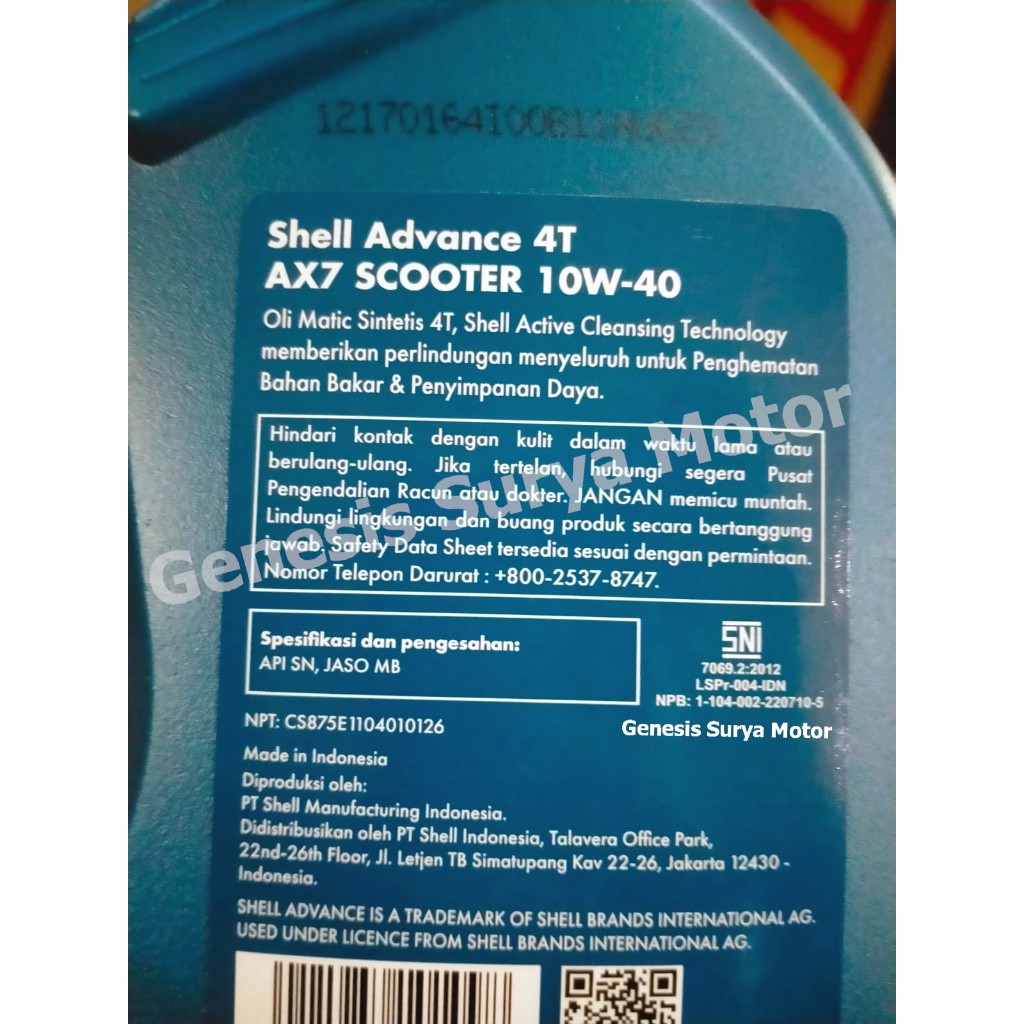 Shell Advance 4T
AX7 SCOOTER 10W-40
Oli Matic Sintetis 4T, Shell Active Cleansing Technology
memberikan perlindungan menyeluruh untuk Penghematan
Bahan Bakar & Penyimpanan Daya.
Hindari kontak dengan kulit dalam waktu lama atau
berulang-ulang. Jika tertelan, hubungi segera Pusat
Pengendalian Racun atau dokter. JANGAN memicu muntah.
Lindungi lingkungan dan buang produk secara bertanggung
jawab. Safety Data Sheet tersedia sesuai dengan permintaan.
Nomor Telepon Darurat : +800-2537-8747.
Genesis Surya Motor
Spesifikasi dan pengesahan:
API SN, JASO MB
SNI
7069.2:2012
LSPr-004-IDN
NPB: 1-104-002-220710-5
Genesis Surya Motor
NPT: CS875E1104010126
Made in Indonesia
Diproduksi oleh:
PT Shell Manufacturing Indonesia.
Didistribusikan oleh PT Shell Indonesia, Talavera Office Park,
22nd-26th Floor, Jl. Letjen TB Simatupang Kav 22-26, Jakarta 12430 -
Indonesia.
SHELL ADVANCE IS A TRADEMARK OF SHELL BRANDS INTERNATIONAL AG.
USED UNDER LICENCE FROM SHELL BRANDS INTERNATIONAL AG.